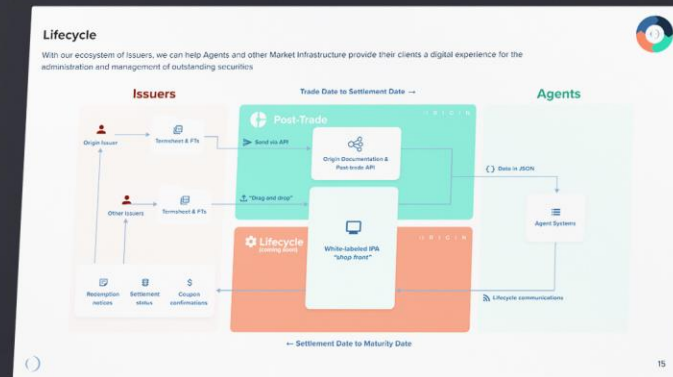 Lifecycle
With our ecosystem of Issuers, we can help Agents and other Market Infrastructure provide their clients a digital experience for the
administration and management of outstanding securities
Issuers
Trade Date to Settlement Date →
Agents
Post-Trade
ORIGIN
Origin Issuer
Termsheet & FTs
Send via API
Origin Documentation &
Post-trade API
{ } Data in JSON
Other Issuers
Termsheet & FTs
"Drag and drop"
Agent Systems
Lifecycle
(coming soon)
ORIGIN
White-labeled IPA
"shop front"
Redemption
notices
Settlement
status
$
Coupon
confirmations
Lifecycle communications
← Settlement Date to Maturity Date
15